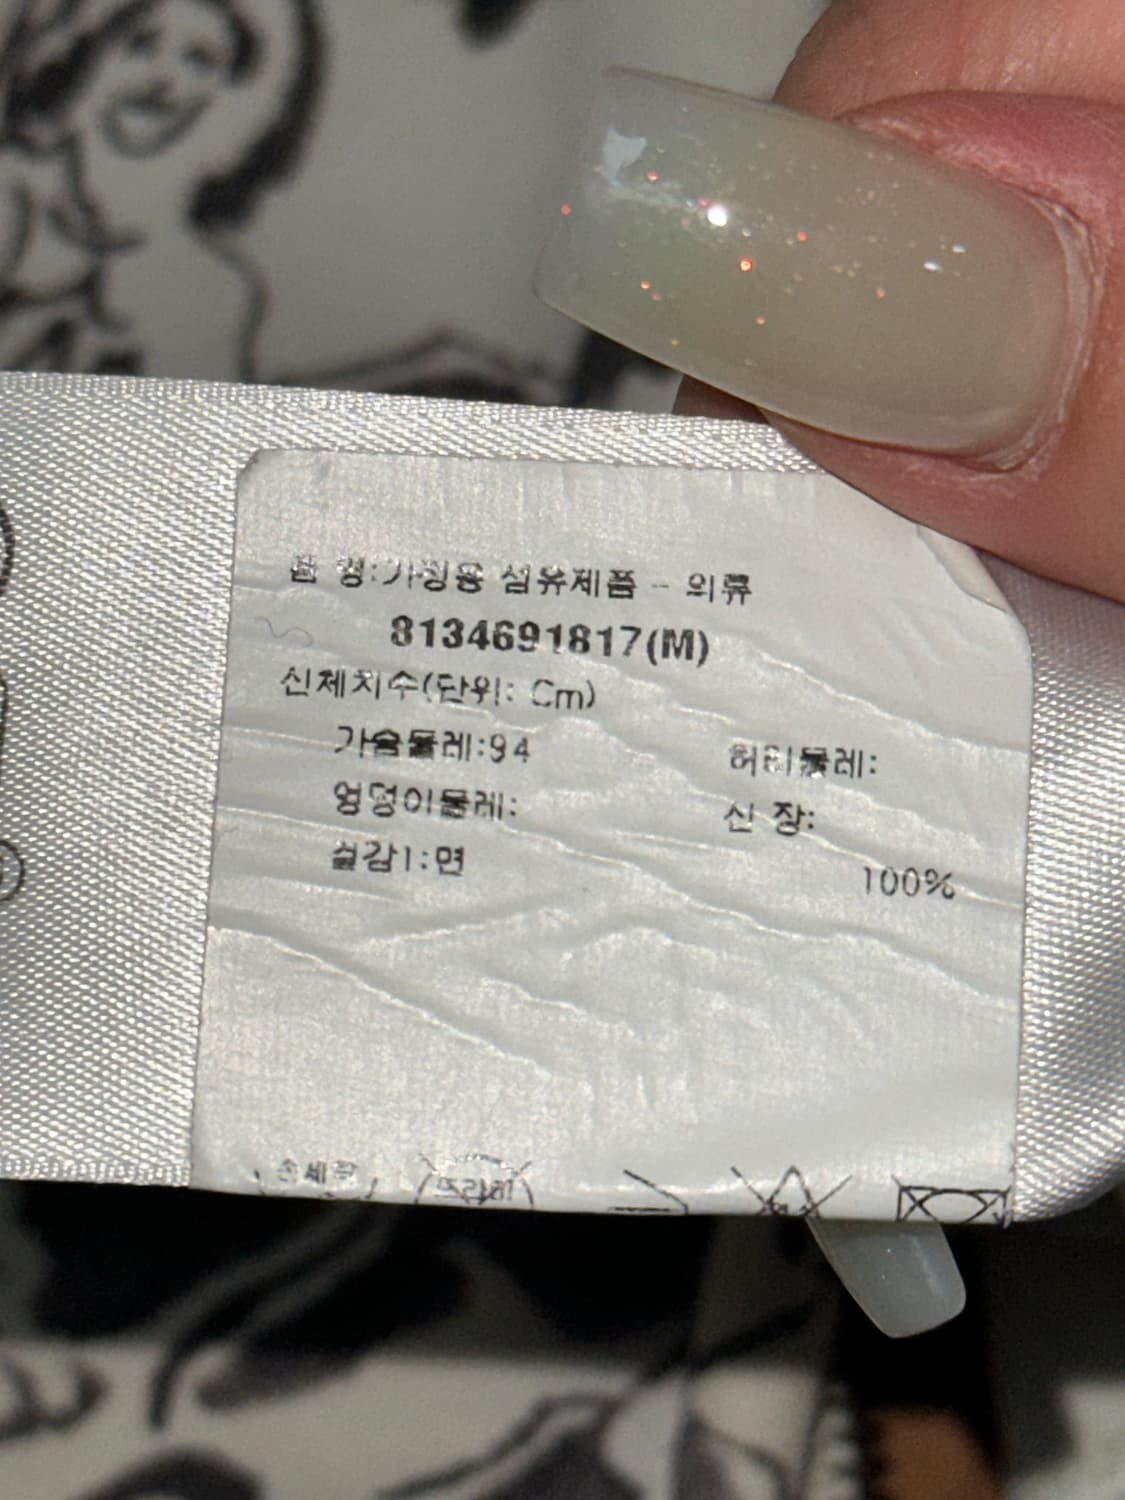 품 명:가정용 섬유제품 - 의류
8134691817(M)
신체치수(단위: Cm)
가슴둘레:94 허리둘레:
엉덩이둘레: 신 장:
겉감1:면 100%
손세탁 드라이